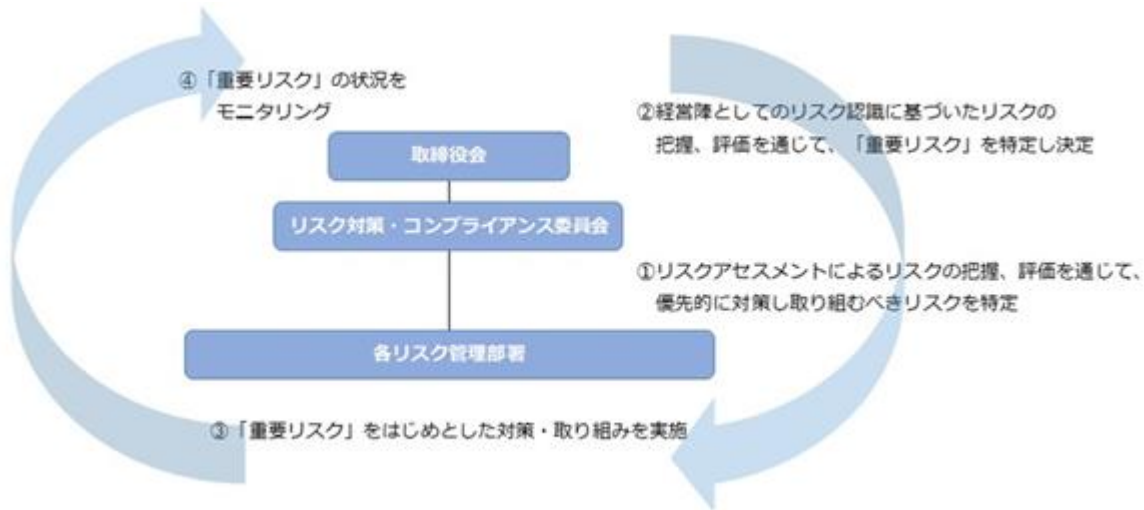 ④「重要リスク」の状況を
モニタリング
②経営陣としてのリスク認識に基づいたリスクの
把握、評価を通じて、「重要リスク」を特定し決定
取締役会
リスク対策・コンプライアンス委員会
①リスクアセスメントによるリスクの把握、評価を通じて、
優先的に対策し取り組むべきリスクを特定
各リスク管理部署
③「重要リスク」をはじめとした対策・取り組みを実施